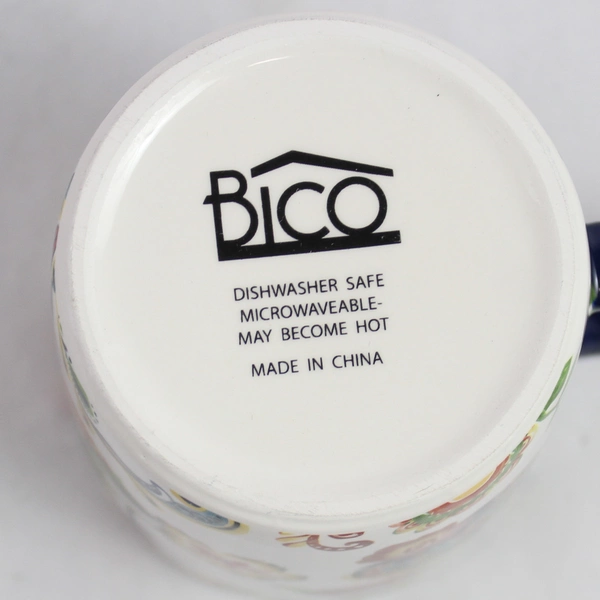 BICO
DISHWASHER SAFE
MICROWAVEABLE-
MAY BECOME HOT
MADE IN CHINA